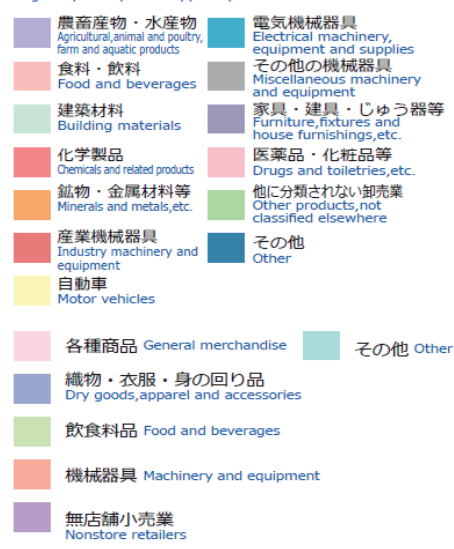 農畜産物・水産物
Agricultural,animal and poultry,
farm and aquatic products
食料・飲料
Food and beverages
建築材料
Building materials
化学製品
Chemicals and related products
鉱物・金属材料等
Minerals and metals,etc.
産業機械器具
Industry machinery and
equipment
自動車
Motor vehicles
電気機械器具
Electrical machinery,
equipment and supplies
その他の機械器具
Miscellaneous machinery
and equipment
家具・建具・じゅう器等
Furniture,fixtures and
house furnishings,etc.
医薬品・化粧品等
Drugs and toiletries,etc.
他に分類されない卸売業
Other products,not
classified elsewhere
その他
Other
各種商品 General merchandise
その他 Other
織物・衣服・身の回り品
Dry goods,apparel and accessories
飲食料品 Food and beverages
機械器具 Machinery and equipment
無店舗小売業
Nonstore retailers